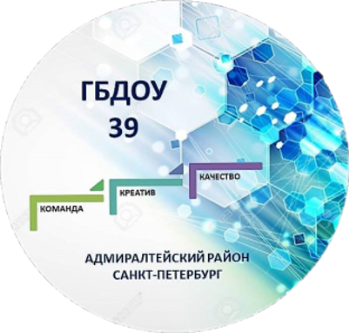 ГБДОУ
39
КАЧЕСТВО
КРЕАТИВ
КОМАНДА
АДМИРАЛТЕЙСКИЙ РАЙОН
САНКТ-ПЕТЕРБУРГ